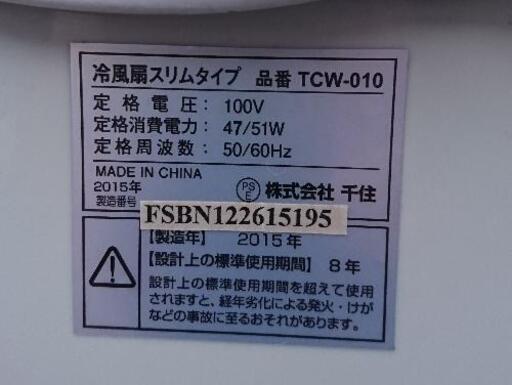 冷風扇スリムタイプ 品番 TCW-010
定格電圧: 100V
定格消費電力: 47/51W
定格周波数: 50/60Hz
MADE IN CHINA
2015年
製造番号
PSE 株式会社 千住
FSBN122615195
【製造年】 2015年
【設計上の標準使用期間】 8年
設計上の標準使用期間を超えて使用
されますと、経年劣化による発火・けが
などの事故に至るおそれがあります。